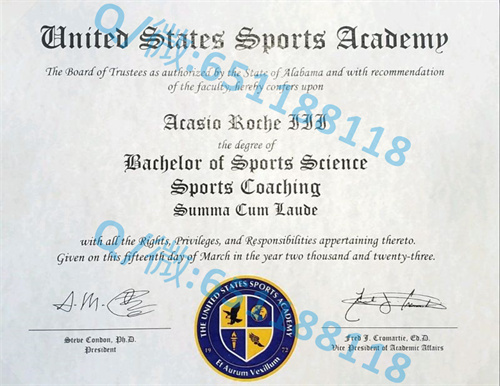 United States Sports Academy
The Board of Trustees as authorized by the State of Alabama and with recommendation
of the faculty, hereby confers upon
Acasio Roche III
the degree of
Bachelor of Sports Science
Sports Coaching
Summa Cum Laude
with all the Rights, Privileges, and Responsibilities appertaining thereto.
Given on this fifteenth day of March in the year two thousand and twenty-three.
Steve Condon, Ph.D.
President
THE UNITED STATES SPORTS ACADEMY
1972
Et Aurum Vexillum
Fred J. Cromartie, Ed.D.
Vice President of Academic Affairs
Q/微:651188118
Q/微:651188118